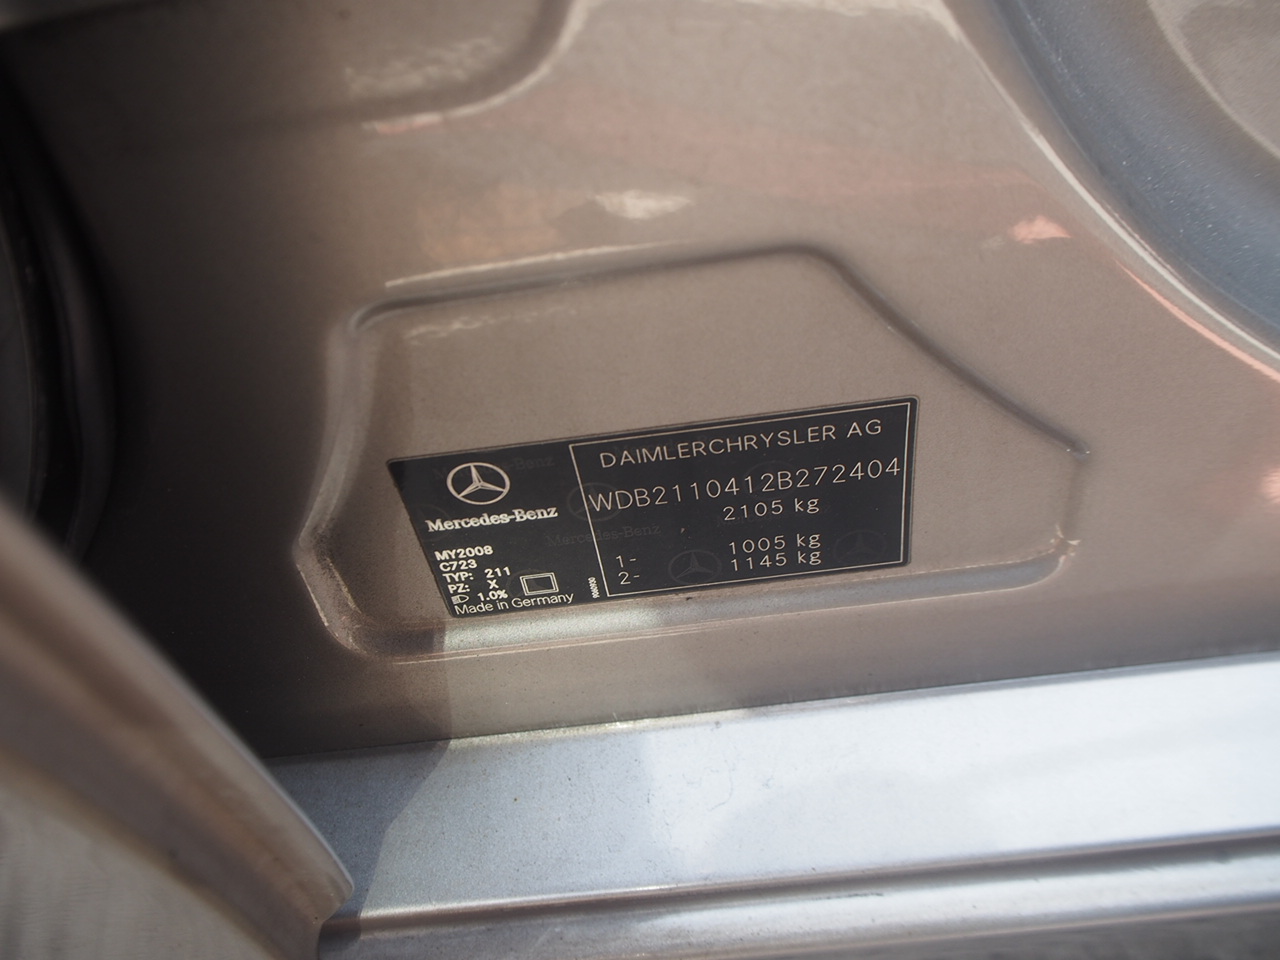 Mercedes-Benz
MY2008
C723
TYP: 211
PZ: X
1.0%
Made in Germany
DAIMLERCHRYSLER AG
WDB2110412B272404
2105 kg
1- 1005 kg
2- 1145 kg